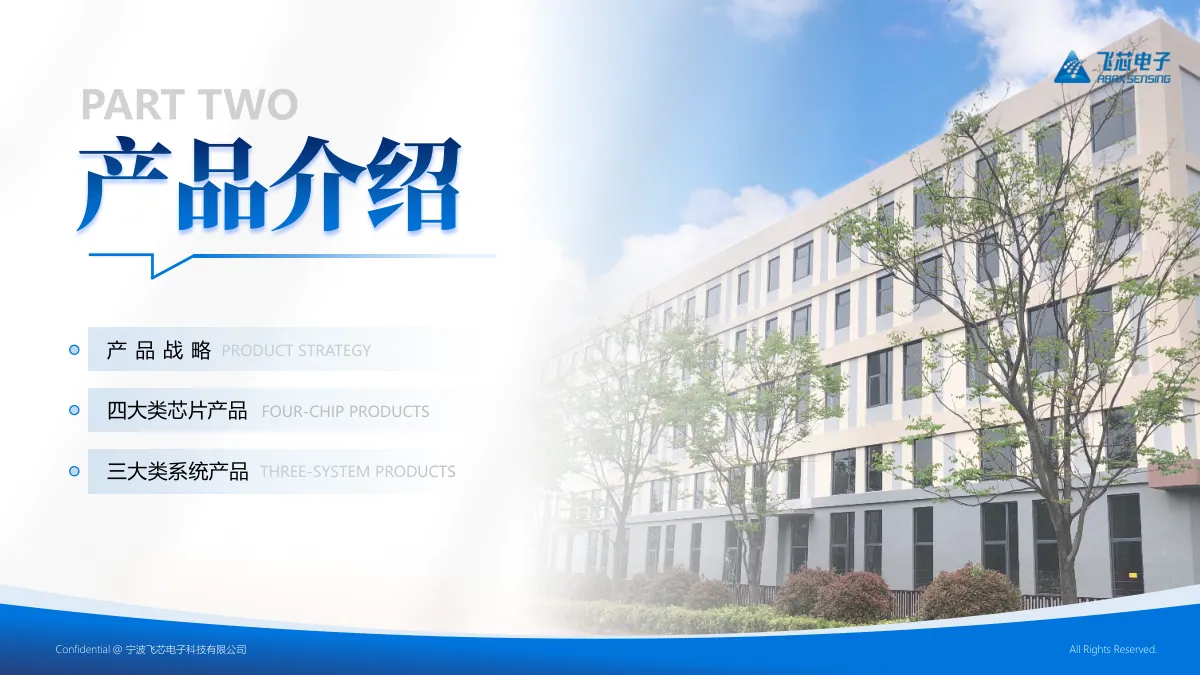 飞芯电子
ABAX SENSING
PART TWO
产品介绍
产品战略 PRODUCT STRATEGY
四大类芯片产品 FOUR-CHIP PRODUCTS
三大类系统产品 THREE-SYSTEM PRODUCTS
Confidential @ 宁波飞芯电子科技有限公司
All Rights Reserved.